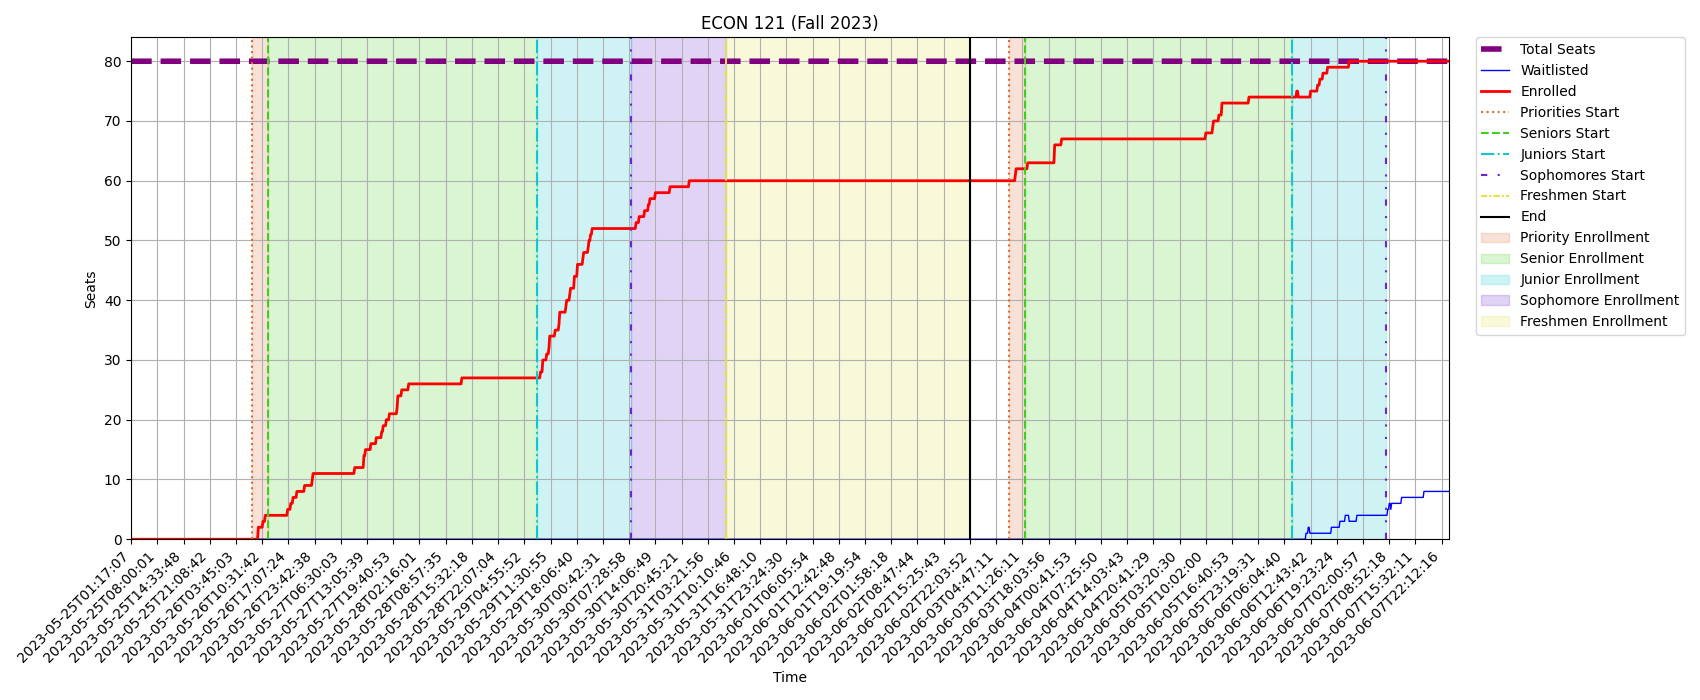 ECON 121 (Fall 2023)
Seats
80
70
60
50
40
30
20
10
0
2023-05-25T01:17:07
2023-05-25T08:00:01
2023-05-25T14:33:48
2023-05-25T21:08:42
2023-05-26T03:45:03
2023-05-26T10:31:42
2023-05-26T17:07:24
2023-05-26T23:42:38
2023-05-27T06:30:03
2023-05-27T13:05:39
2023-05-27T19:40:53
2023-05-28T02:16:01
2023-05-28T08:57:35
2023-05-28T15:32:18
2023-05-28T22:07:04
2023-05-29T04:55:52
2023-05-29T11:30:55
2023-05-29T18:06:40
2023-05-30T00:42:31
2023-05-30T07:28:58
2023-05-30T14:06:49
2023-05-30T20:45:21
2023-05-31T03:21:56
2023-05-31T10:10:46
2023-05-31T16:48:10
2023-05-31T23:24:30
2023-06-01T06:05:54
2023-06-01T12:42:48
2023-06-01T19:19:54
2023-06-02T01:58:18
2023-06-02T08:47:44
2023-06-02T15:25:43
2023-06-02T22:03:52
2023-06-03T04:47:11
2023-06-03T11:26:11
2023-06-03T18:03:56
2023-06-04T00:41:53
2023-06-04T07:25:50
2023-06-04T14:03:43
2023-06-04T20:41:29
2023-06-05T03:20:30
2023-06-05T10:02:00
2023-06-05T16:40:53
2023-06-05T23:19:31
2023-06-06T06:04:40
2023-06-06T12:43:42
2023-06-06T19:23:24
2023-06-07T02:00:57
2023-06-07T08:52:18
2023-06-07T15:32:11
2023-06-07T22:12:16
Time
Total Seats
Waitlisted
Enrolled
Priorities Start
Seniors Start
Juniors Start
Sophomores Start
Freshmen Start
End
Priority Enrollment
Senior Enrollment
Junior Enrollment
Sophomore Enrollment
Freshmen Enrollment